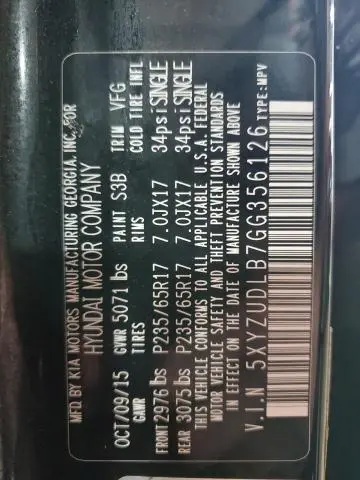 MFD BY KIA MOTORS MANUFACTURING GEORGIA, INC. FOR
HYUNDAI MOTOR COMPANY
OCT/09/15 GVWR 5071 lbs PAINT S3B TRIM VFG
GAWR TIRES RIMS COLD TIRE INFL
FRONT 2976 lbs P235/65R17 7.0JX17 34psi SINGLE
REAR 3075 lbs P235/65R17 7.0JX17 34psi SINGLE
THIS VEHICLE CONFORMS TO ALL APPLICABLE U.S.A. FEDERAL
MOTOR VEHICLE SAFETY AND THEFT PREVENTION STANDARDS
IN EFFECT ON THE DATE OF MANUFACTURE SHOWN ABOVE.
V.I.N 5XYZUDLB7GG356126 TYPE:MPV